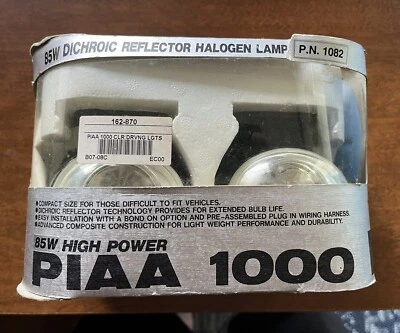 85W DICHROIC REFLECTOR HALOGEN LAMP
P.N. 1082
162-870
PIAA 1000 CLR DRVNG LGTS
B07-08C EC00
•COMPACT SIZE FOR THOSE DIFFICULT TO FIT VEHICLES.
•DICHROIC REFLECTOR TECHNOLOGY PROVIDES FOR EXTENDED BULB LIFE.
•EASY INSTALLATION WITH A BOND ON OPTION AND PRE-ASSEMBLED PLUG IN WIRING HARNESS.
•ADVANCED COMPOSITE CONSTRUCTION FOR LIGHT WEIGHT PERFORMANCE AND DURABILITY.
85W HIGH POWER
PIAA 1000